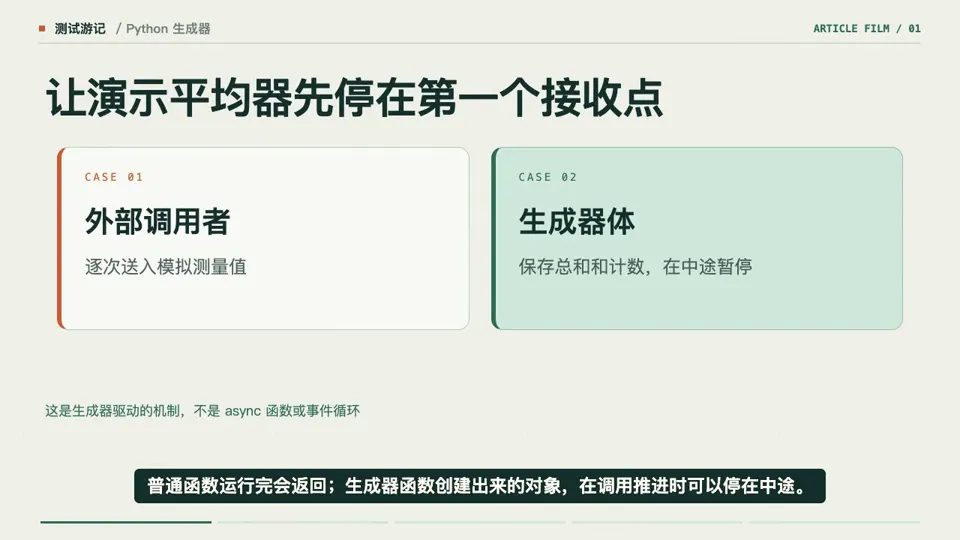 测试游记 / Python 生成器
ARTICLE FILM / 01
让演示平均器先停在第一个接收点
CASE 01
外部调用者
逐次送入模拟测量值
CASE 02
生成器体
保存总和和计数，在中途暂停
这是生成器驱动的机制，不是 async 函数或事件循环
普通函数运行完会返回；生成器函数创建出来的对象，在调用推进时可以停在中途。